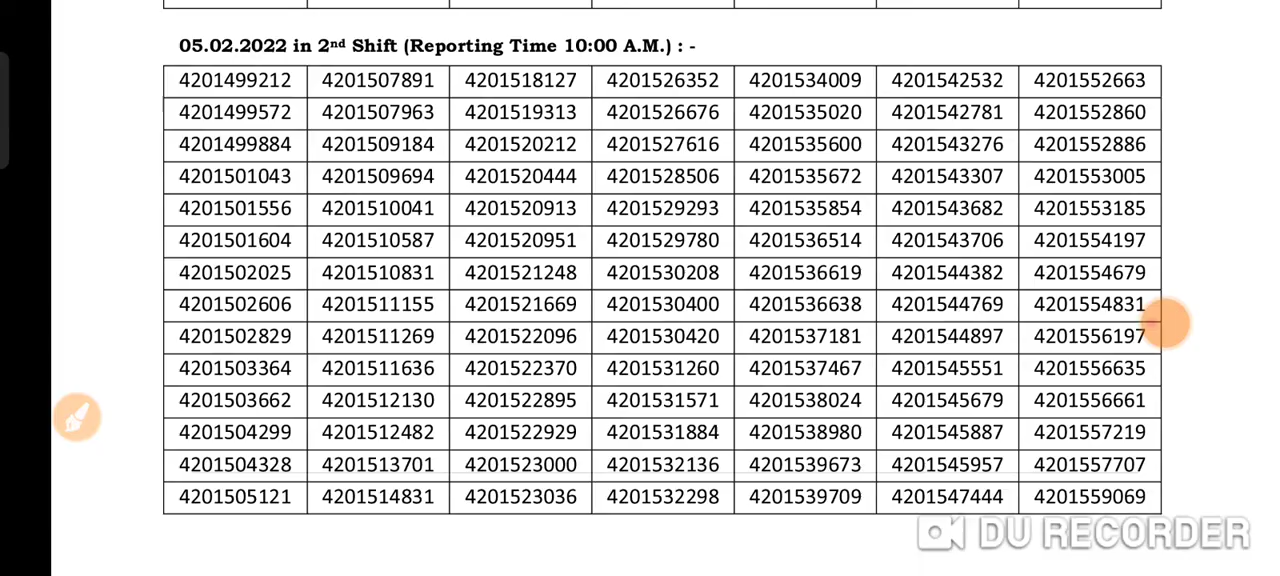 05.02.2022 in 2nd Shift (Reporting Time 10:00 A.M.) : -
4201499212 4201507891 4201518127 4201526352 4201534009 4201542532 4201552663
4201499572 4201507963 4201519313 4201526676 4201535020 4201542781 4201552860
4201499884 4201509184 4201520212 4201527616 4201535600 4201543276 4201552886
4201501043 4201509694 4201520444 4201528506 4201535672 4201543307 4201553005
4201501556 4201510041 4201520913 4201529293 4201535854 4201543682 4201553185
4201501604 4201510587 4201520951 4201529780 4201536514 4201543706 4201554197
4201502025 4201510831 4201521248 4201530208 4201536619 4201544382 4201554679
4201502606 4201511155 4201521669 4201530400 4201536638 4201544769 4201554831
4201502829 4201511269 4201522096 4201530420 4201537181 4201544897 4201556197
4201503364 4201511636 4201522370 4201531260 4201537467 4201545551 4201556635
4201503662 4201512130 4201522895 4201531571 4201538024 4201545679 4201556661
4201504299 4201512482 4201522929 4201531884 4201538980 4201545887 4201557219
4201504328 4201513701 4201523000 4201532136 4201539673 4201545957 4201557707
4201505121 4201514831 4201523036 4201532298 4201539709 4201547444 4201559069
DU RECORDER